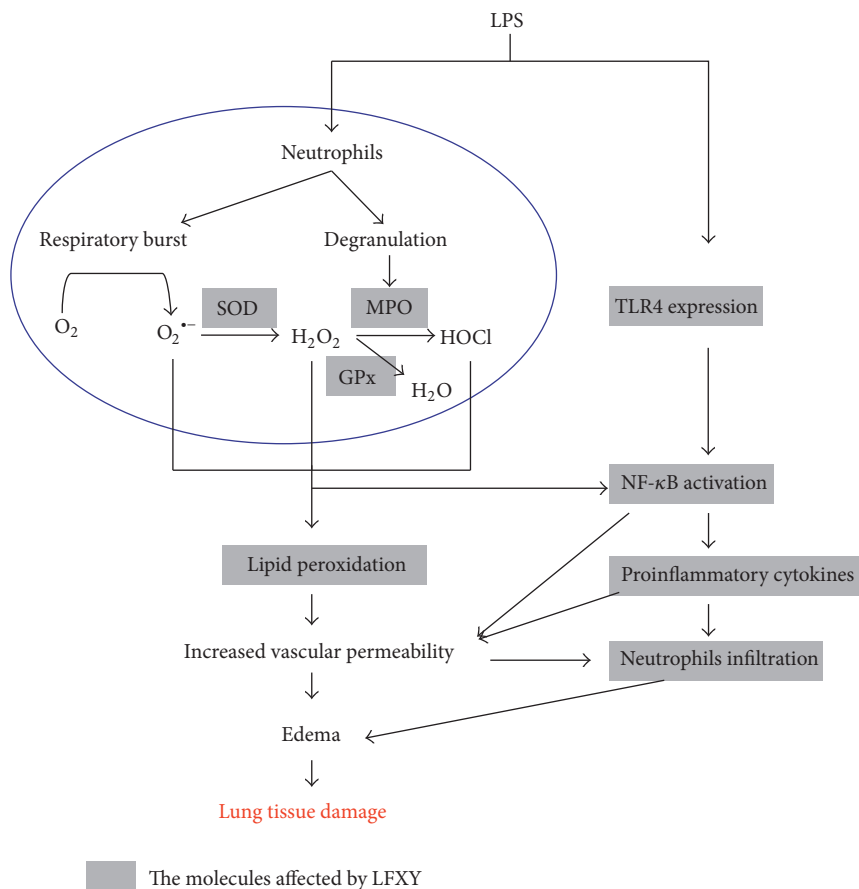 LPS
Neutrophils
Respiratory burst
Degranulation
SOD
MPO
TLR4 expression
O₂
O₂•−
H₂O₂
HOCl
GPx
H₂O
NF-κB activation
Lipid peroxidation
Proinflammatory cytokines
Increased vascular permeability
Neutrophils infiltration
Edema
Lung tissue damage
The molecules affected by LFXY